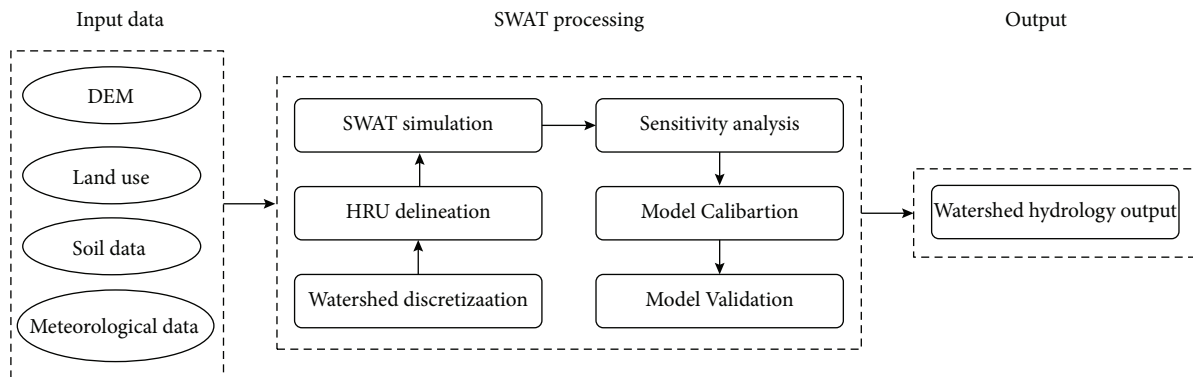 Input data
SWAT processing
Output
DEM
Land use
Soil data
Meteorological data
SWAT simulation
Sensitivity analysis
HRU delineation
Model Calibartion
Watershed discretizaation
Model Validation
Watershed hydrology output